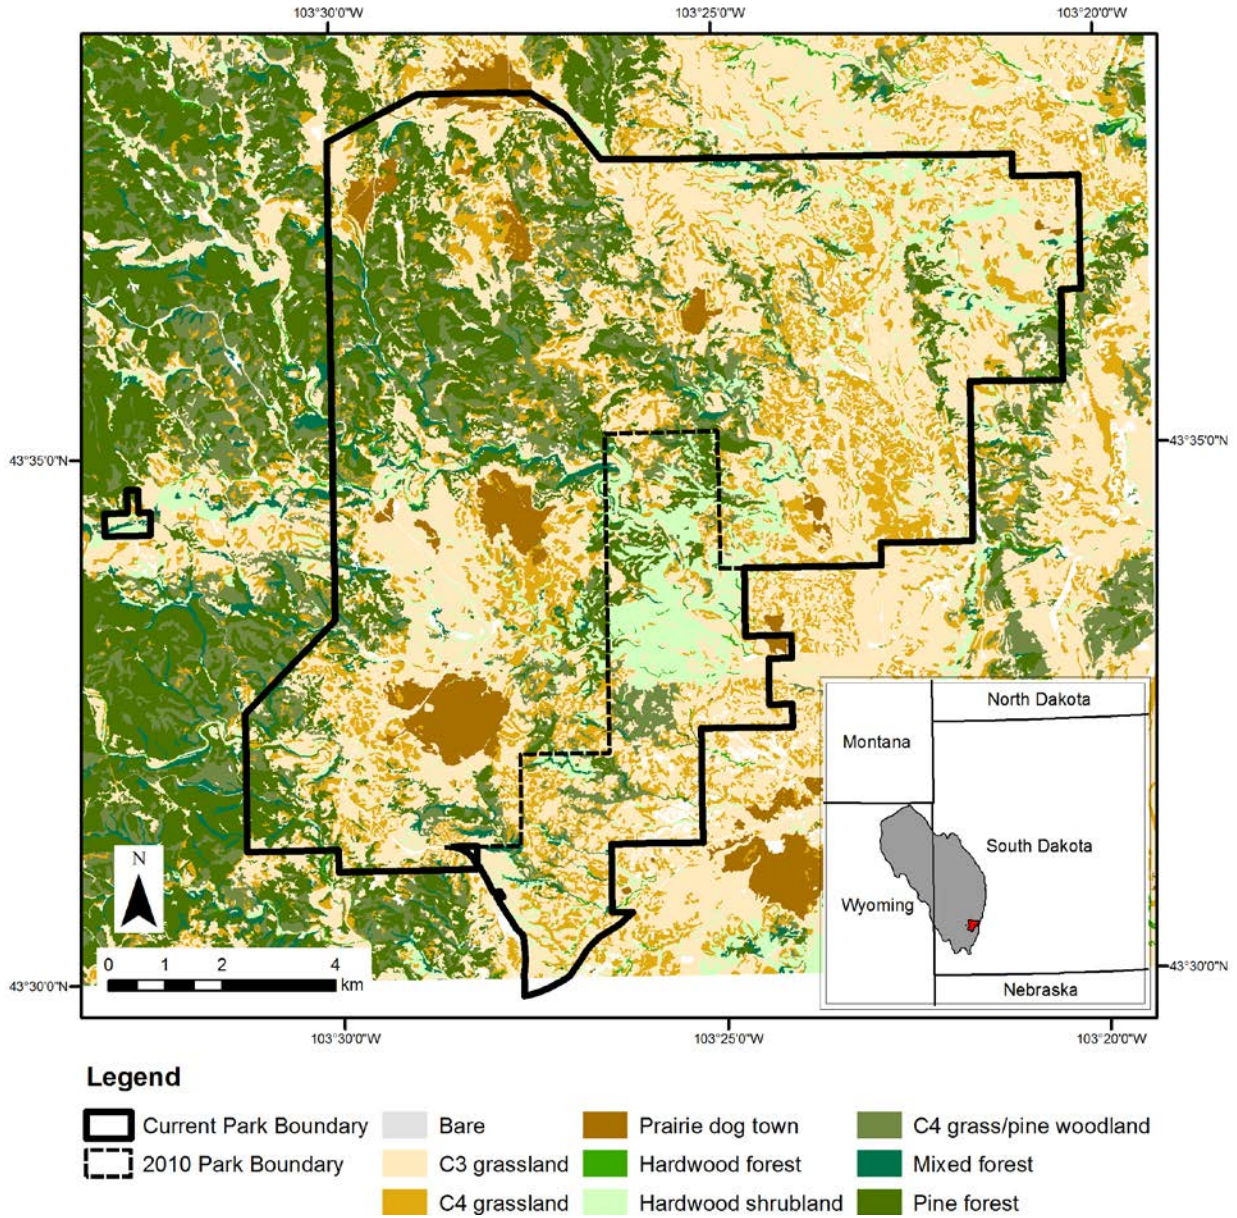 103°30'0"W 103°25'0"W 103°20'0"W
43°35'0"N 43°35'0"N
North Dakota
Montana
South Dakota
Wyoming
Nebraska
N
0 1 2 4
km
43°30'0"N 43°30'0"N
103°30'0"W 103°25'0"W 103°20'0"W
Legend
Current Park Boundary Bare Prairie dog town C4 grass/pine woodland
2010 Park Boundary C3 grassland Hardwood forest Mixed forest
C4 grassland Hardwood shrubland Pine forest